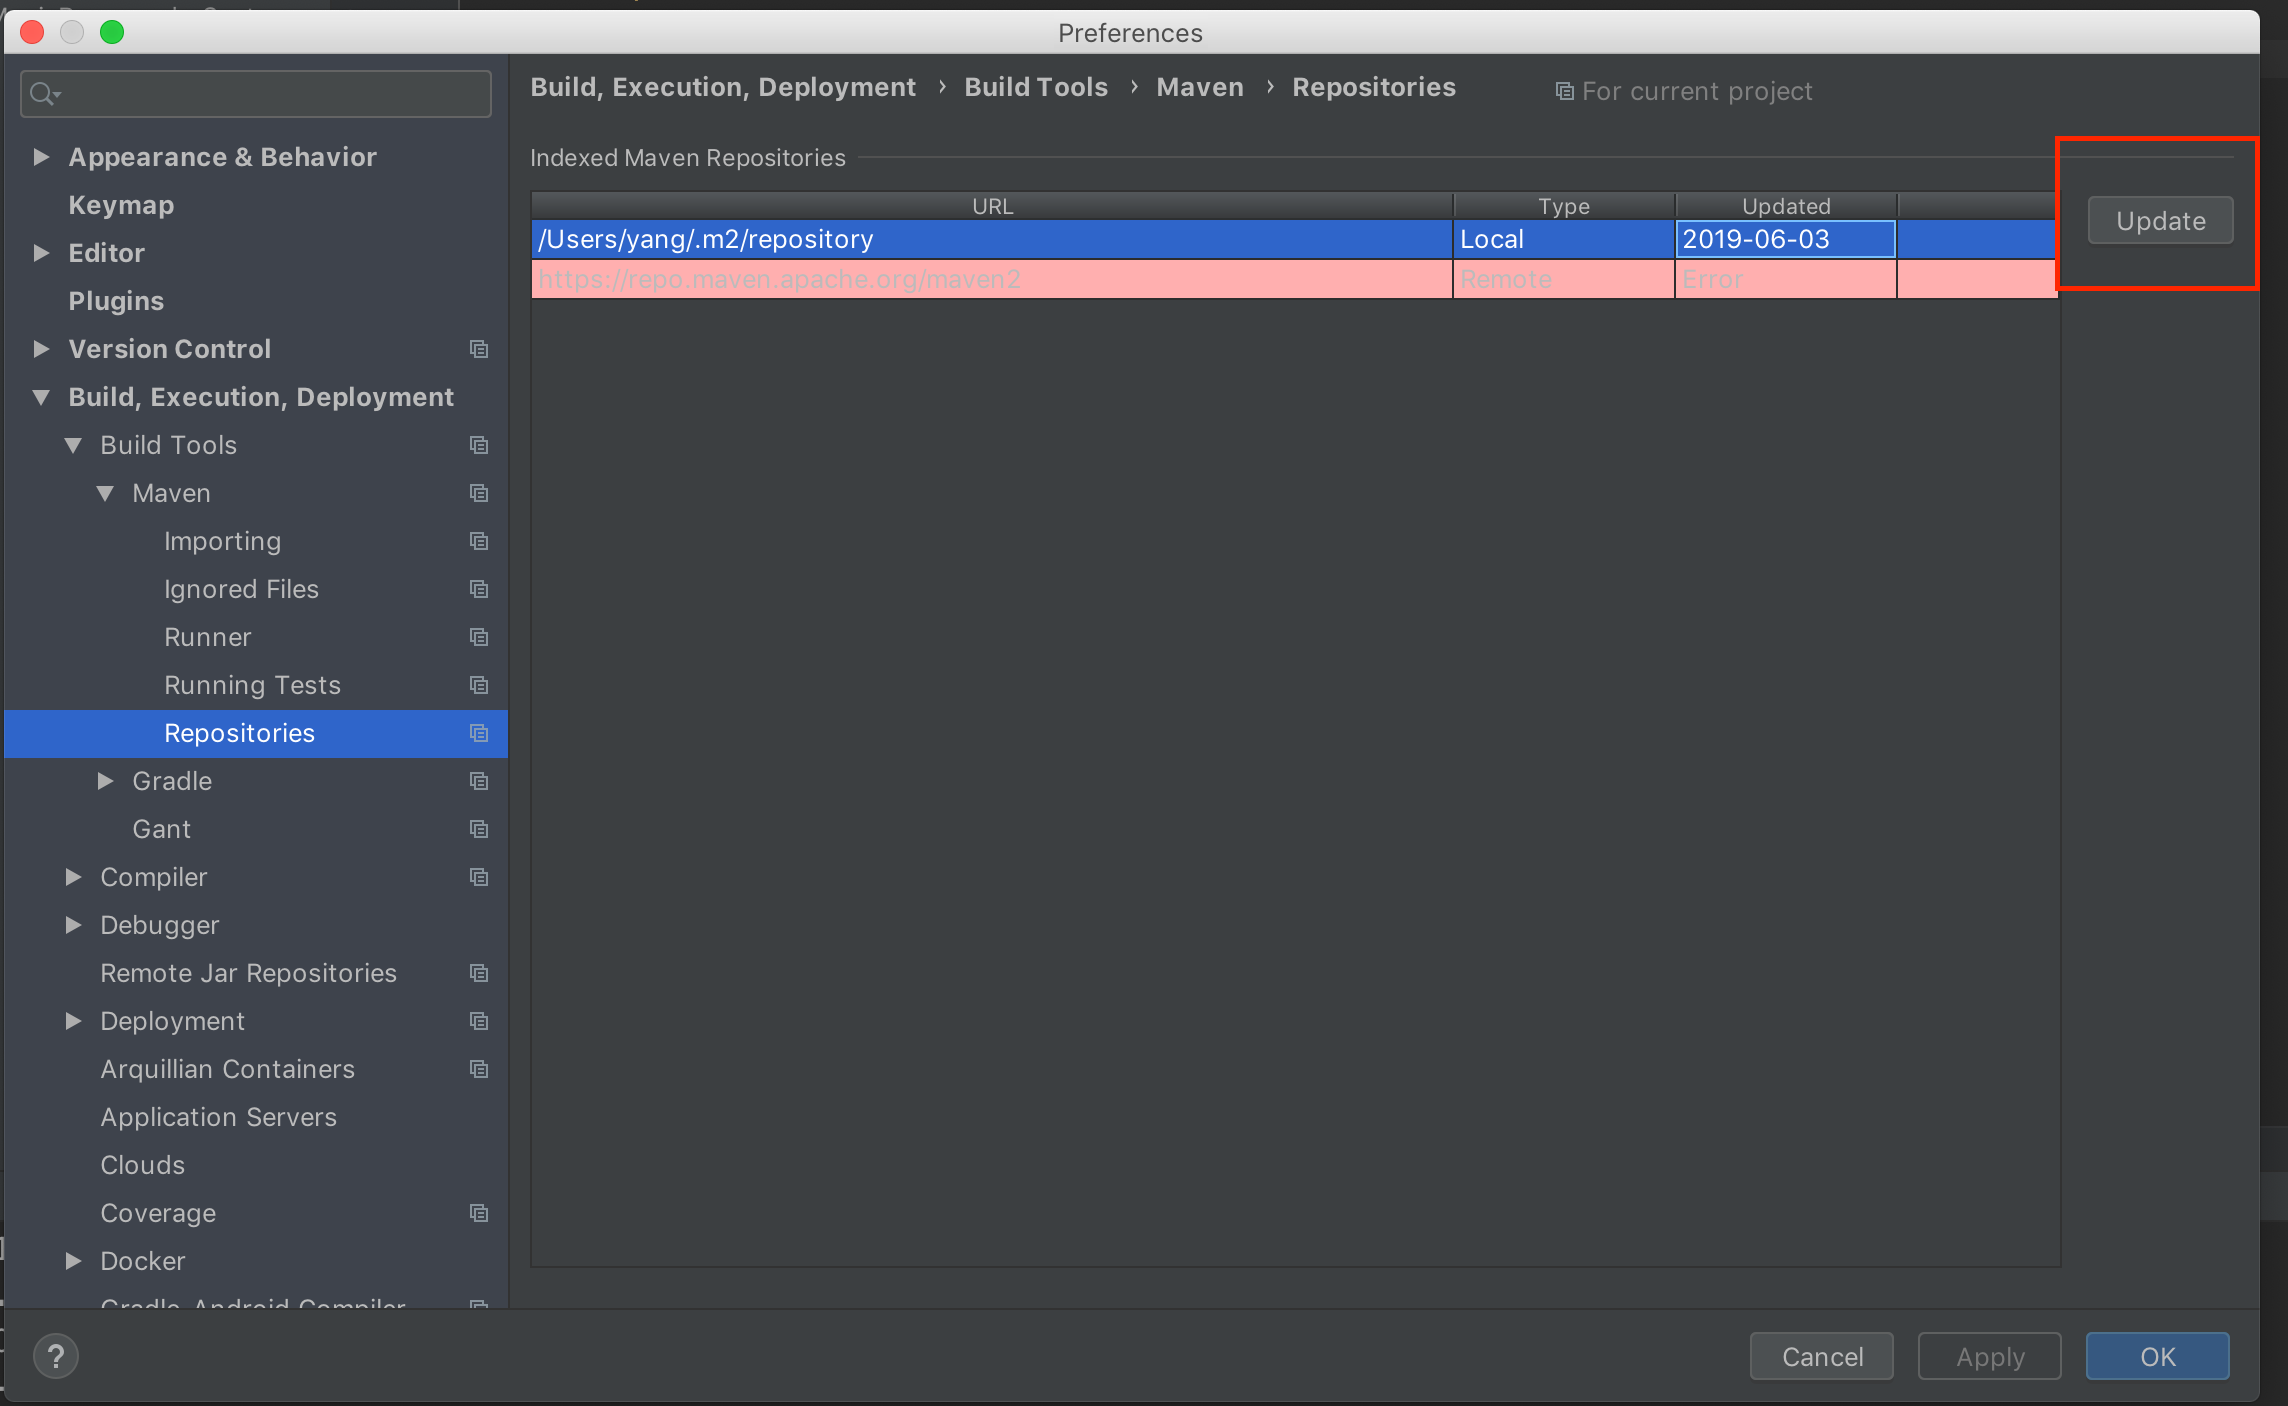 Preferences
Build, Execution, Deployment › Build Tools › Maven › Repositories For current project
Appearance & Behavior
Keymap
Editor
Plugins
Version Control
Build, Execution, Deployment
Build Tools
Maven
Importing
Ignored Files
Runner
Running Tests
Repositories
Gradle
Gant
Compiler
Debugger
Remote Jar Repositories
Deployment
Arquillian Containers
Application Servers
Clouds
Coverage
Docker
Gradle-Android Compiler
Indexed Maven Repositories
URL Type Updated
/Users/yang/.m2/repository Local 2019-06-03
https://repo.maven.apache.org/maven2 Remote Error
Update
?
Cancel Apply OK